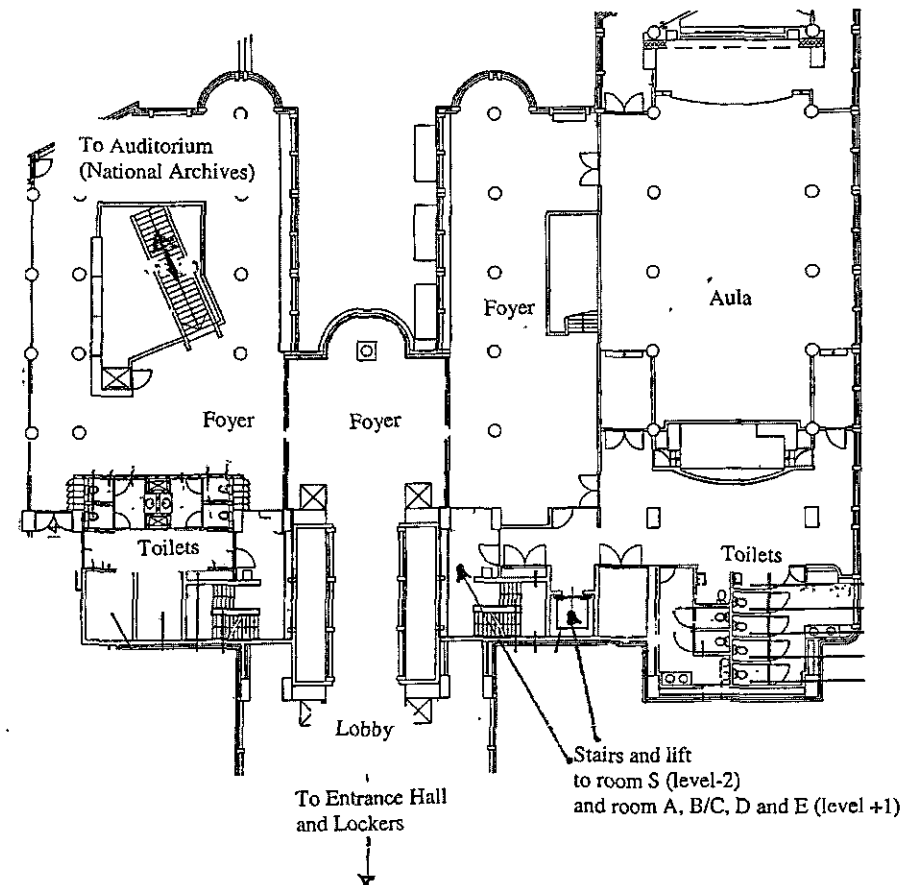 To Auditorium
(National Archives)
Foyer
Aula
Foyer
Foyer
Toilets
Toilets
Lobby
Stairs and lift
to room S (level-2)
and room A, B/C, D and E (level +1)
To Entrance Hall
and Lockers